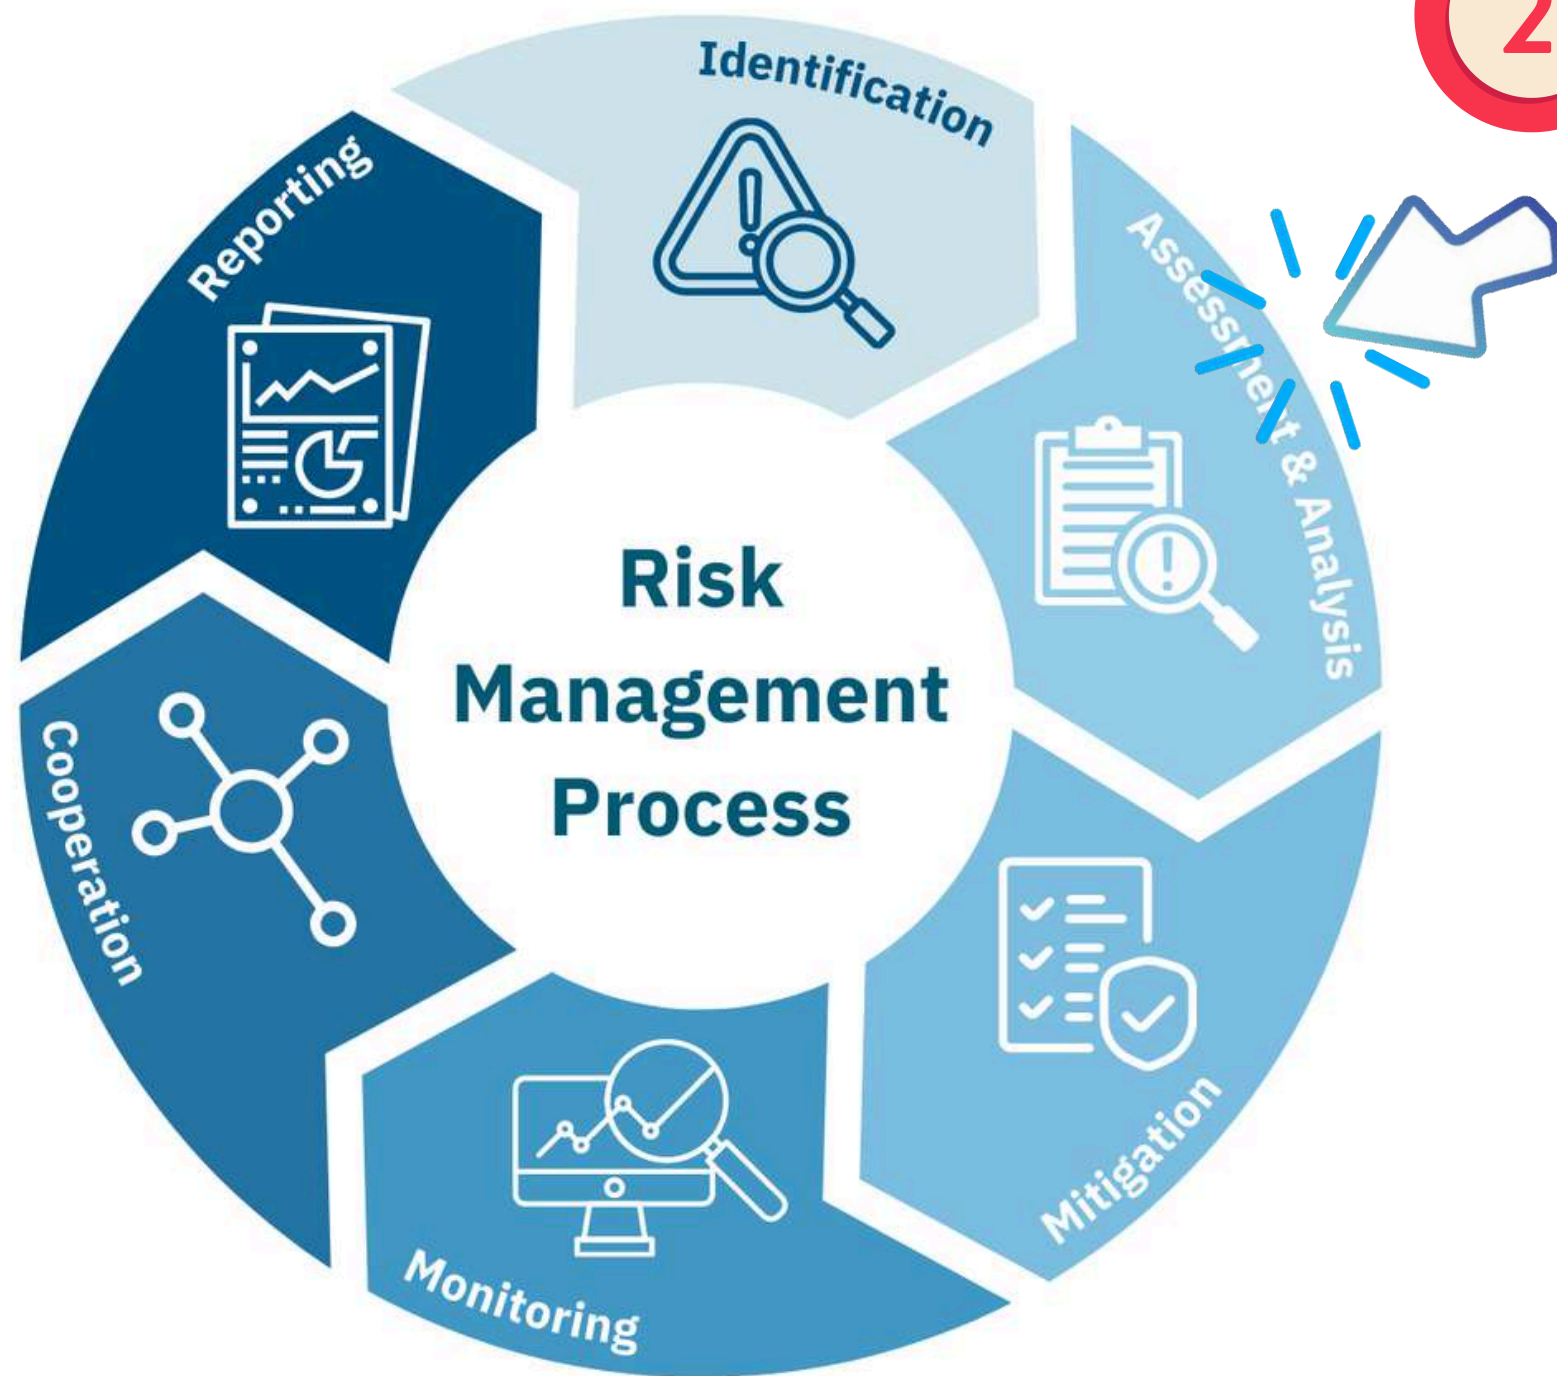 2
Identification
Assessment & Analysis
Mitigation
Monitoring
Cooperation
Reporting
Risk
Management
Process